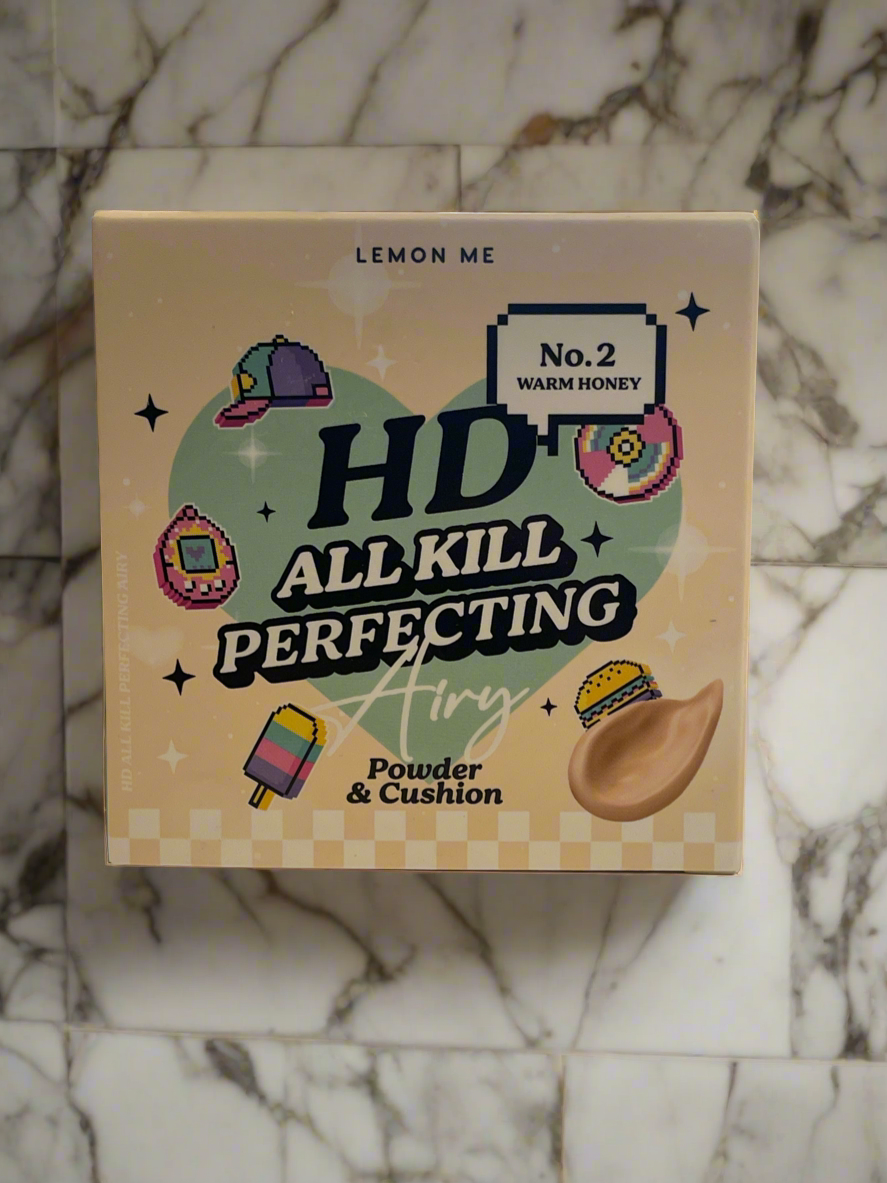 LEMON ME
No.2
WARM HONEY
HD
ALL KILL
PERFECTING
Airy
Powder
& Cushion
HD ALL KILL PERFECTING AIRY